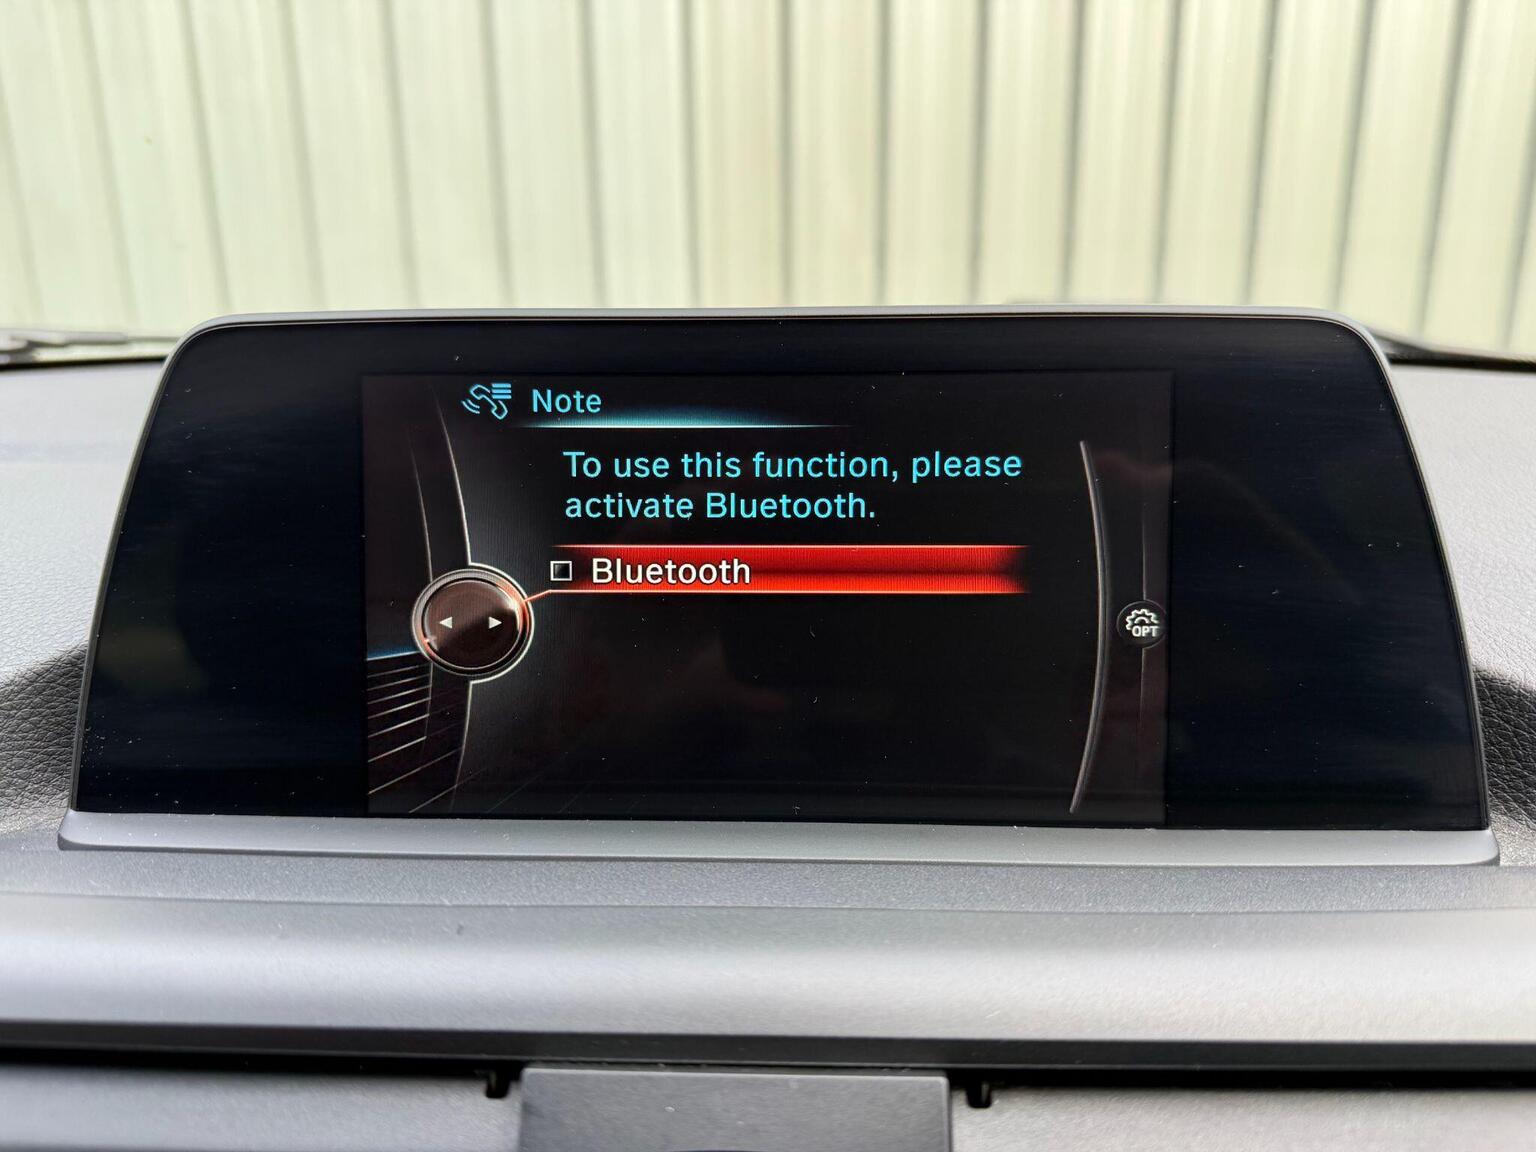 Note
To use this function, please
activate Bluetooth.
Bluetooth
OPT